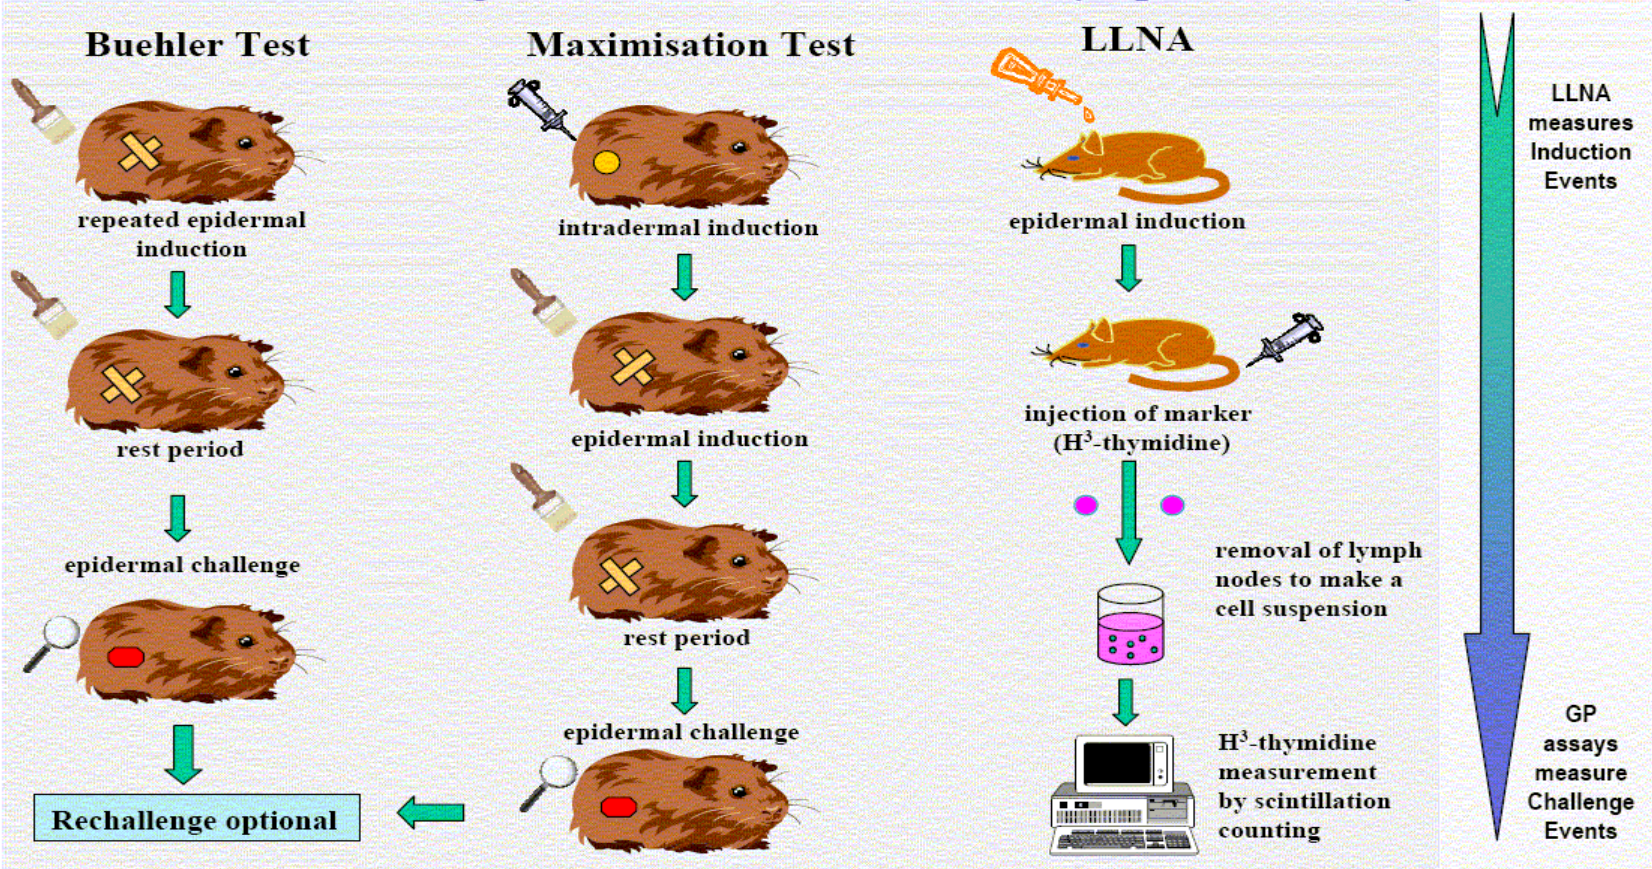 Buehler Test
repeated epidermal
induction
rest period
epidermal challenge
Rechallenge optional
Maximisation Test
intradermal induction
epidermal induction
rest period
epidermal challenge
LLNA
epidermal induction
injection of marker
(H³-thymidine)
removal of lymph
nodes to make a
cell suspension
H³-thymidine
measurement
by scintillation
counting
LLNA
measures
Induction
Events
GP
assays
measure
Challenge
Events